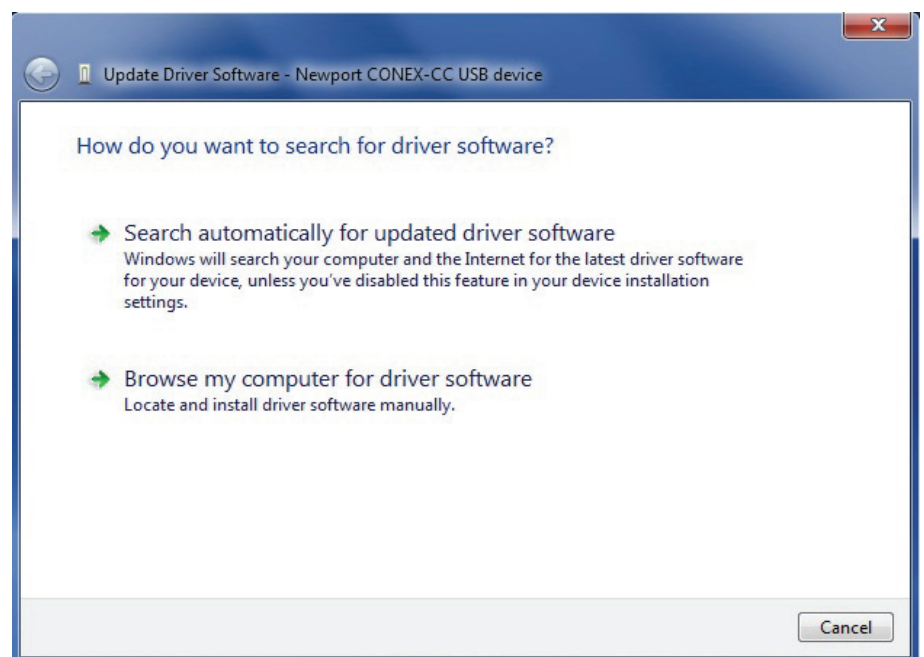 Update Driver Software - Newport CONEX-CC USB device
How do you want to search for driver software?
Search automatically for updated driver software
Windows will search your computer and the Internet for the latest driver software
for your device, unless you've disabled this feature in your device installation
settings.
Browse my computer for driver software
Locate and install driver software manually.
Cancel